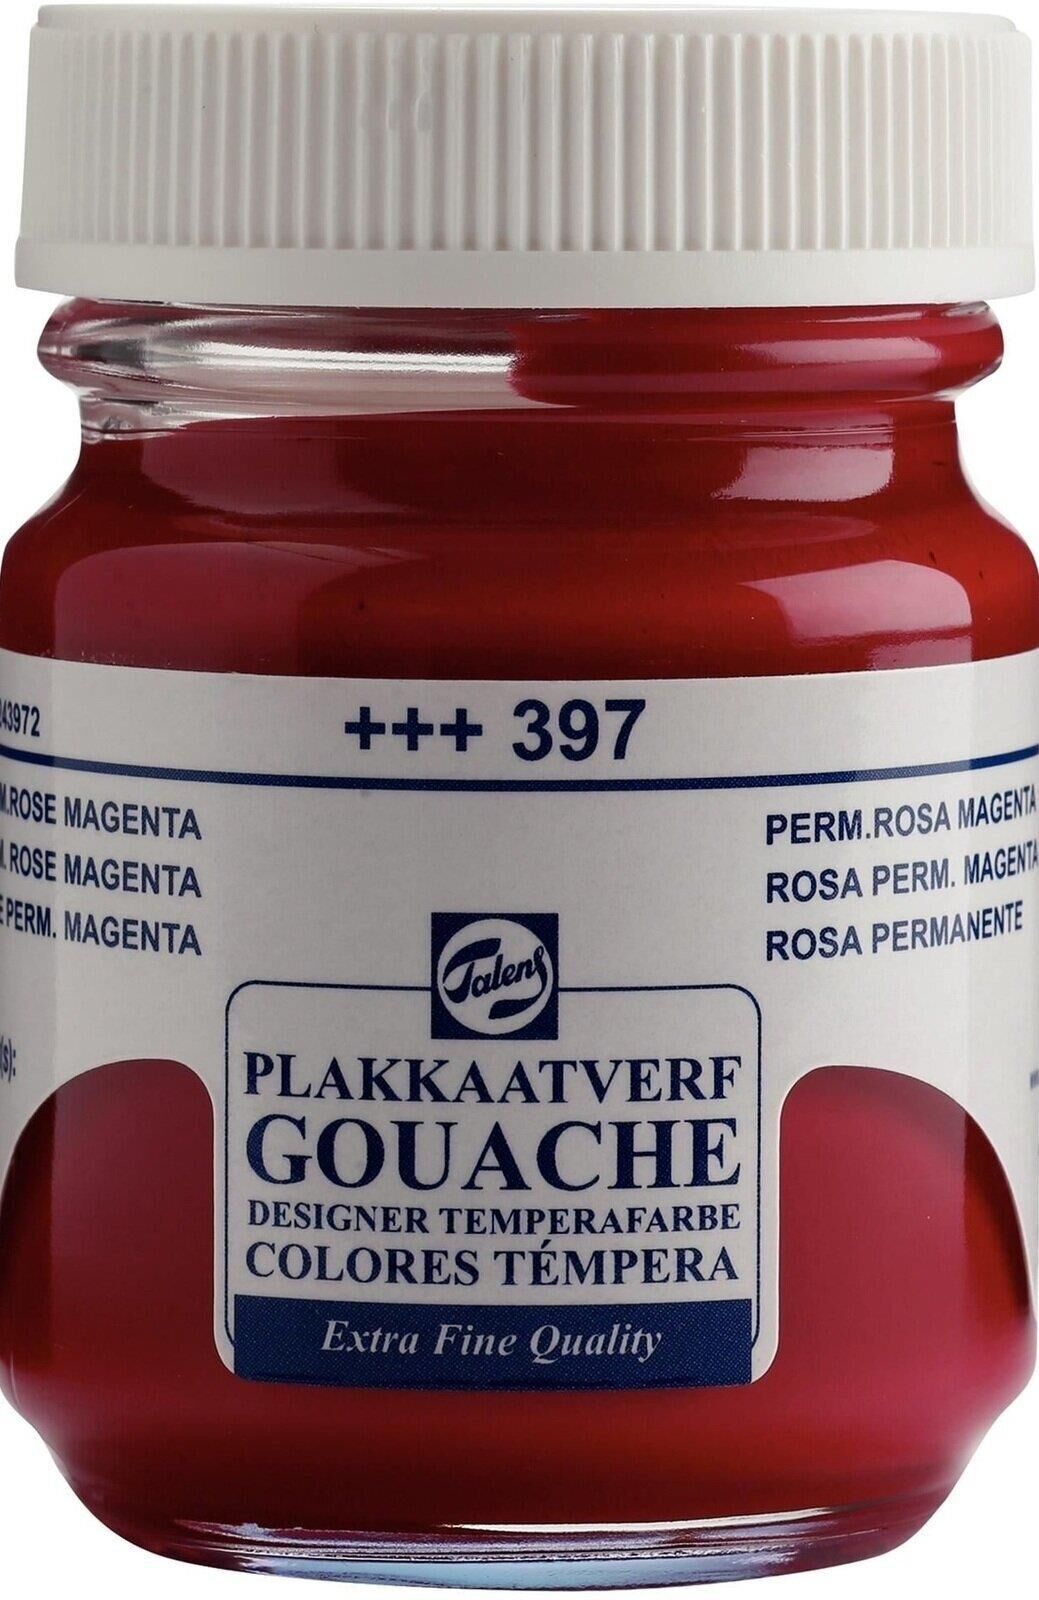 +++ 397
ROSE MAGENTA
ROSE MAGENTA
PERM. MAGENTA
PERM.ROSA MAGENTA
ROSA PERM. MAGENTA
ROSA PERMANENTE
Talens
PLAKKAATVERF
GOUACHE
DESIGNER TEMPERAFARBE
COLORES TÉMPERA
Extra Fine Quality